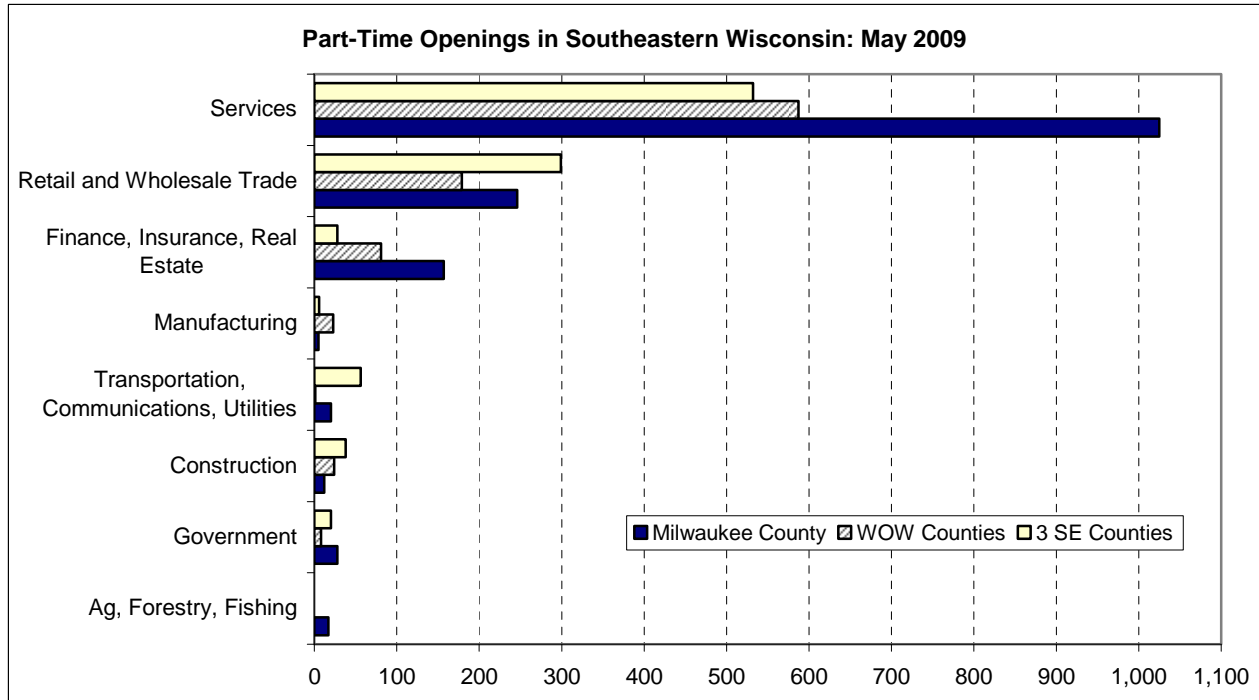 Part-Time Openings in Southeastern Wisconsin: May 2009
Services
Retail and Wholesale Trade
Finance, Insurance, Real
Estate
Manufacturing
Transportation,
Communications, Utilities
Construction
Government
Ag, Forestry, Fishing
Milwaukee County WOW Counties 3 SE Counties
0 100 200 300 400 500 600 700 800 900 1,000 1,100